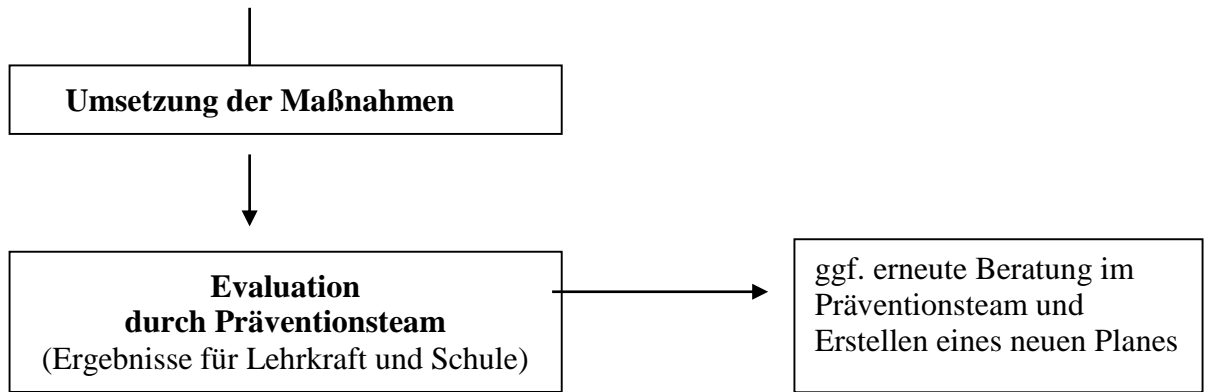 Umsetzung der Maßnahmen
Evaluation
durch Präventionsteam
(Ergebnisse für Lehrkraft und Schule)
ggf. erneute Beratung im
Präventionsteam und
Erstellen eines neuen Planes